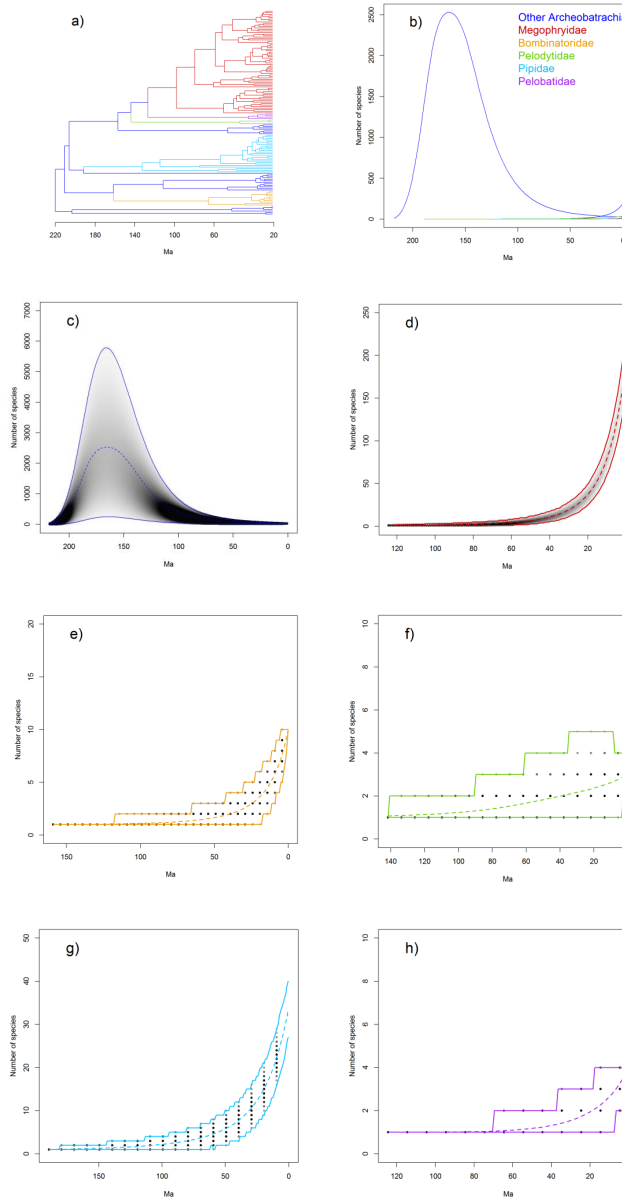 a)
220 180 140 100 60 20
Ma
b)
Other Archeobatrachia
Megophryidae
Bombinatoridae
Pelodytidae
Pipidae
Pelobatidae
Number of species
0 500 1000 1500 2000 2500
200 150 100 50 0
Ma
c)
Number of species
0 1000 2000 3000 4000 5000 6000 7000
200 150 100 50 0
Ma
d)
Number of species
0 50 100 150 200 250
120 100 80 60 40 20
Ma
e)
Number of species
0 5 10 15 20
150 100 50 0
Ma
f)
Number of species
0 2 4 6 8 10
140 120 100 80 60 40 20
Ma
g)
Number of species
0 10 20 30 40 50
150 100 50 0
Ma
h)
Number of species
0 2 4 6 8 10
120 100 80 60 40 20
Ma